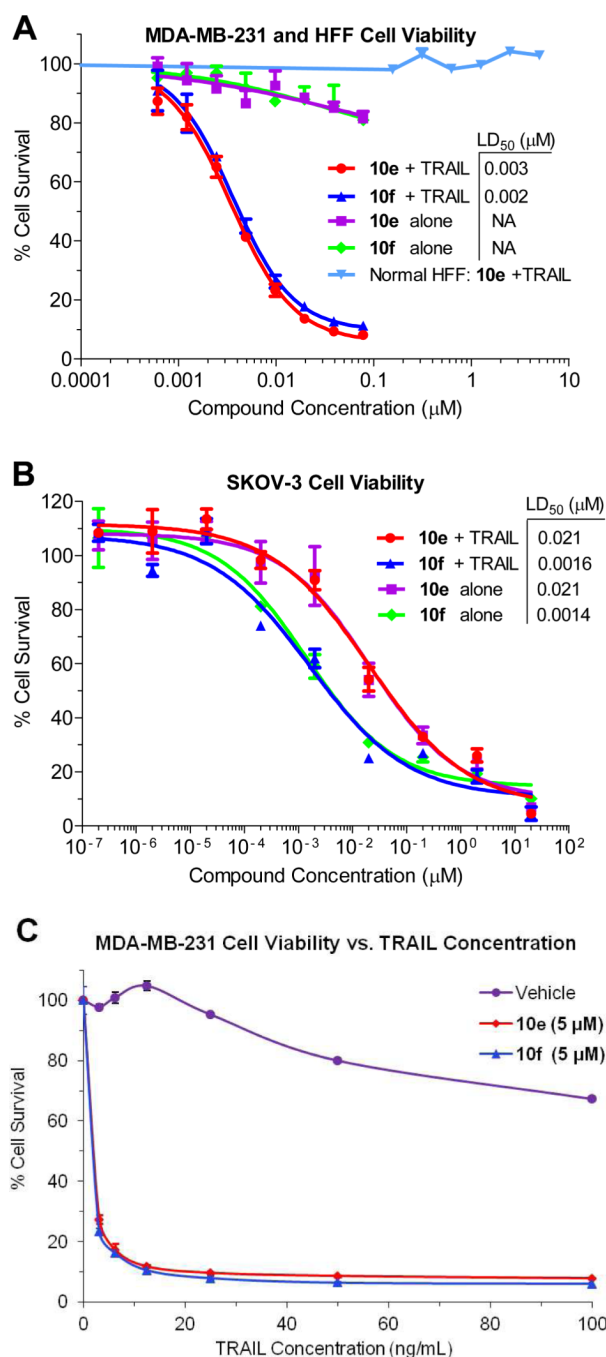 A
MDA-MB-231 and HFF Cell Viability
% Cell Survival
100
80
60
40
20
0
LD50 (μM)
10e + TRAIL 0.003
10f + TRAIL 0.002
10e alone NA
10f alone NA
Normal HFF: 10e +TRAIL
0.0001 0.001 0.01 0.1 1 10
Compound Concentration (μM)
B
SKOV-3 Cell Viability
% Cell Survival
120
100
80
60
40
20
0
LD50 (μM)
10e + TRAIL 0.021
10f + TRAIL 0.0016
10e alone 0.021
10f alone 0.0014
10⁻⁷ 10⁻⁶ 10⁻⁵ 10⁻⁴ 10⁻³ 10⁻² 10⁻¹ 10⁰ 10¹ 10²
Compound Concentration (μM)
C
MDA-MB-231 Cell Viability vs. TRAIL Concentration
% Cell Survival
100
80
60
40
20
0
Vehicle
10e (5 μM)
10f (5 μM)
0 20 40 60 80 100
TRAIL Concentration (ng/mL)